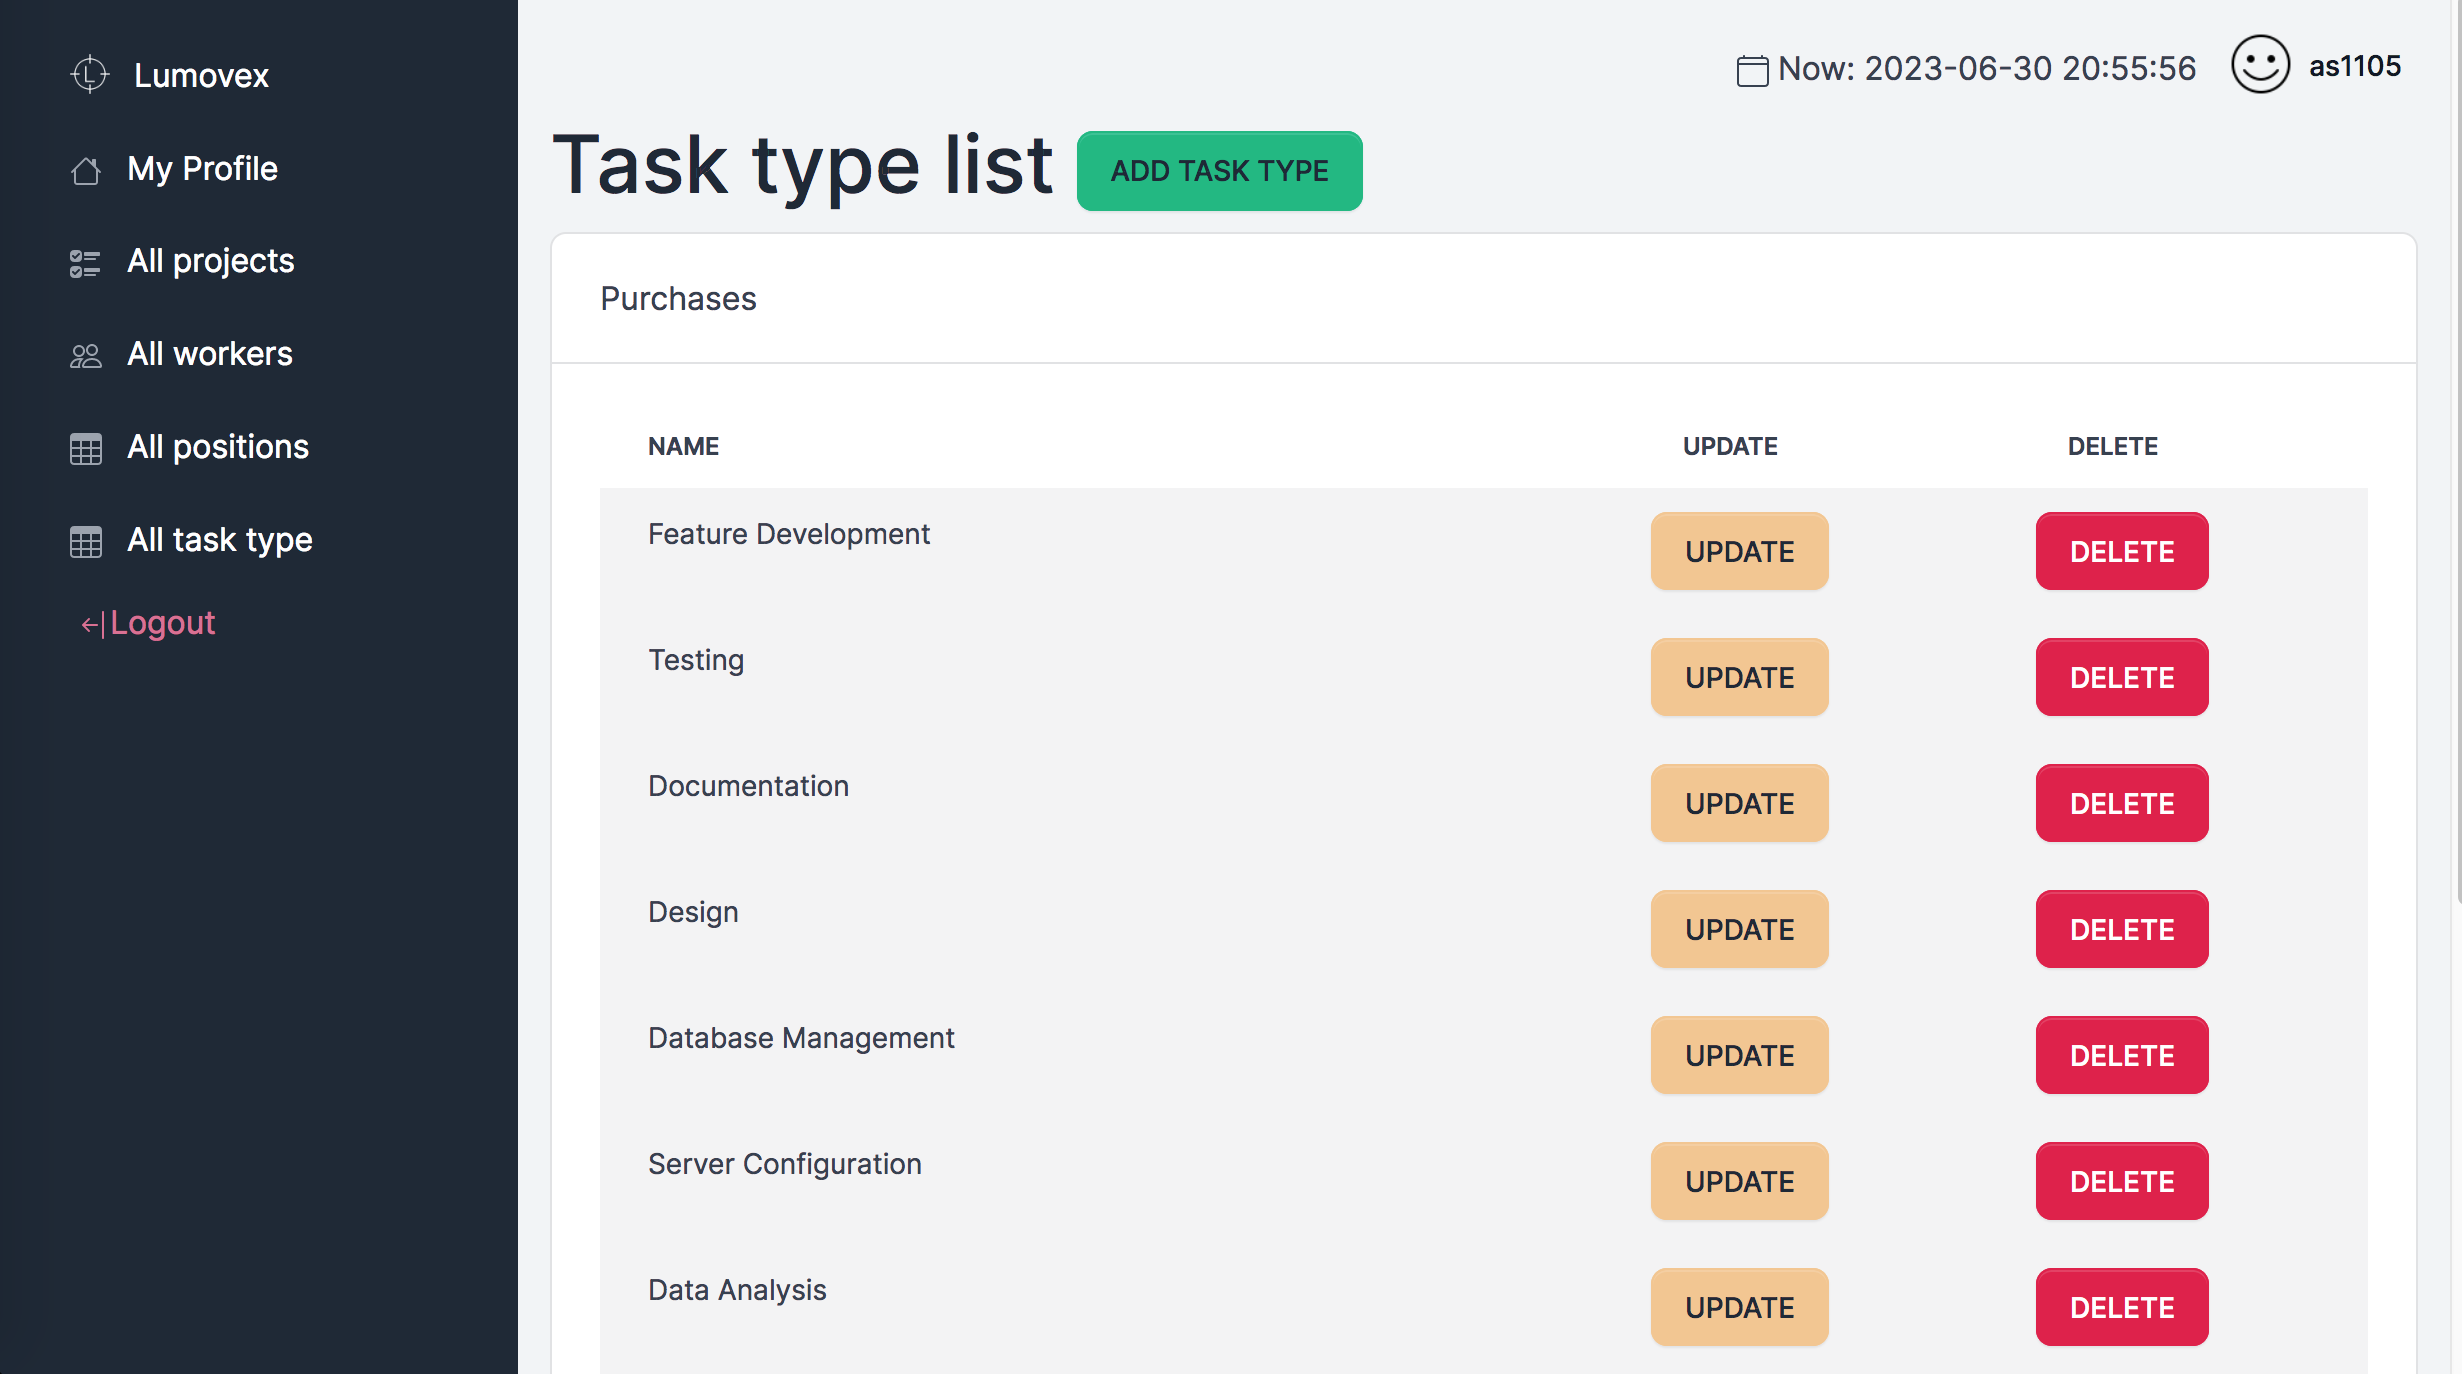 Lumovex
My Profile
All projects
All workers
All positions
All task type
Logout
Now: 2023-06-30 20:55:56 as1105
Task type list ADD TASK TYPE
Purchases
NAME UPDATE DELETE
Feature Development UPDATE DELETE
Testing UPDATE DELETE
Documentation UPDATE DELETE
Design UPDATE DELETE
Database Management UPDATE DELETE
Server Configuration UPDATE DELETE
Data Analysis UPDATE DELETE